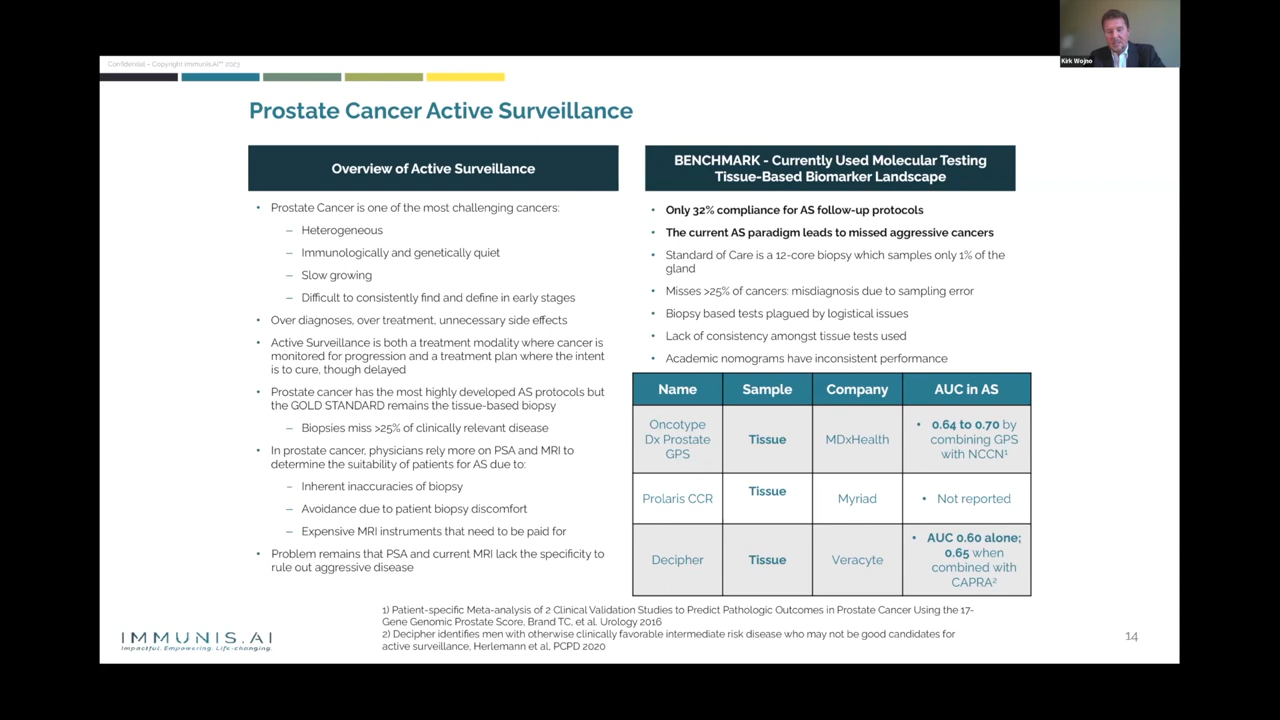 Confidential – Copyright Immunis.AI™ 2023
Kirk Wojno
Prostate Cancer Active Surveillance
Overview of Active Surveillance
• Prostate Cancer is one of the most challenging cancers:
– Heterogeneous
– Immunologically and genetically quiet
– Slow growing
– Difficult to consistently find and define in early stages
• Over diagnoses, over treatment, unnecessary side effects
• Active Surveillance is both a treatment modality where cancer is
monitored for progression and a treatment plan where the intent
is to cure, though delayed
• Prostate cancer has the most highly developed AS protocols but
the GOLD STANDARD remains the tissue-based biopsy
– Biopsies miss >25% of clinically relevant disease
• In prostate cancer, physicians rely more on PSA and MRI to
determine the suitability of patients for AS due to:
– Inherent inaccuracies of biopsy
– Avoidance due to patient biopsy discomfort
– Expensive MRI instruments that need to be paid for
• Problem remains that PSA and current MRI lack the specificity to
rule out aggressive disease
BENCHMARK - Currently Used Molecular Testing
Tissue-Based Biomarker Landscape
• Only 32% compliance for AS follow-up protocols
• The current AS paradigm leads to missed aggressive cancers
• Standard of Care is a 12-core biopsy which samples only 1% of the
gland
• Misses >25% of cancers: misdiagnosis due to sampling error
• Biopsy based tests plagued by logistical issues
• Lack of consistency amongst tissue tests used
• Academic nomograms have inconsistent performance
Name Sample Company AUC in AS
Oncotype
Dx Prostate
GPS
Tissue
MDxHealth
• 0.64 to 0.70 by
combining GPS
with NCCN¹
Prolaris CCR
Tissue
Myriad
• Not reported
Decipher
Tissue
Veracyte
• AUC 0.60 alone;
0.65 when
combined with
CAPRA²
1) Patient-specific Meta-analysis of 2 Clinical Validation Studies to Predict Pathologic Outcomes in Prostate Cancer Using the 17-
Gene Genomic Prostate Score, Brand TC, et al. Urology 2016
2) Decipher identifies men with otherwise clinically favorable intermediate risk disease who may not be good candidates for
active surveillance, Herlemann et al, PCPD 2020
IMMUNIS.AI
Impactful. Empowering. Life-changing.
14